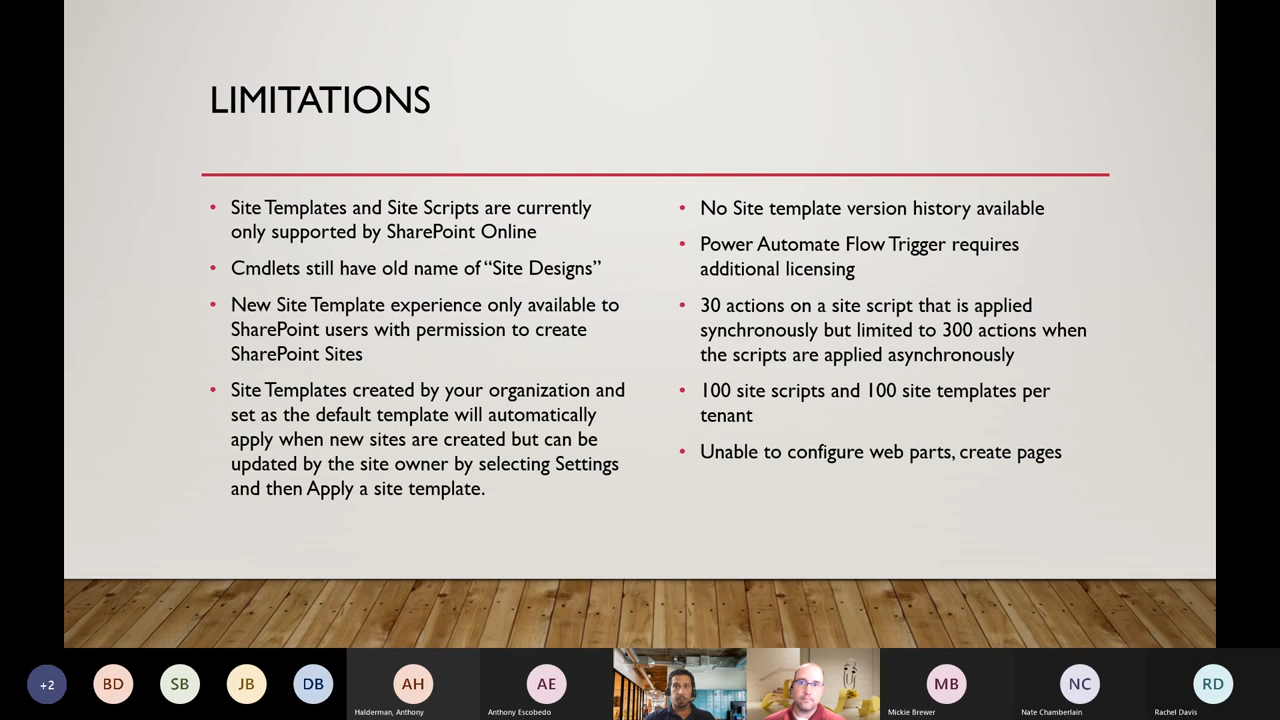 LIMITATIONS
Site Templates and Site Scripts are currently
only supported by SharePoint Online
Cmdlets still have old name of “Site Designs”
New Site Template experience only available to
SharePoint users with permission to create
SharePoint Sites
Site Templates created by your organization and
set as the default template will automatically
apply when new sites are created but can be
updated by the site owner by selecting Settings
and then Apply a site template.
No Site template version history available
Power Automate Flow Trigger requires
additional licensing
30 actions on a site script that is applied
synchronously but limited to 300 actions when
the scripts are applied asynchronously
100 site scripts and 100 site templates per
tenant
Unable to configure web parts, create pages
+2
BD
SB
JB
DB
AH
Halderman, Anthony
AE
Anthony Escobedo
MB
Mickie Brewer
NC
Nate Chamberlain
RD
Rachel Davis